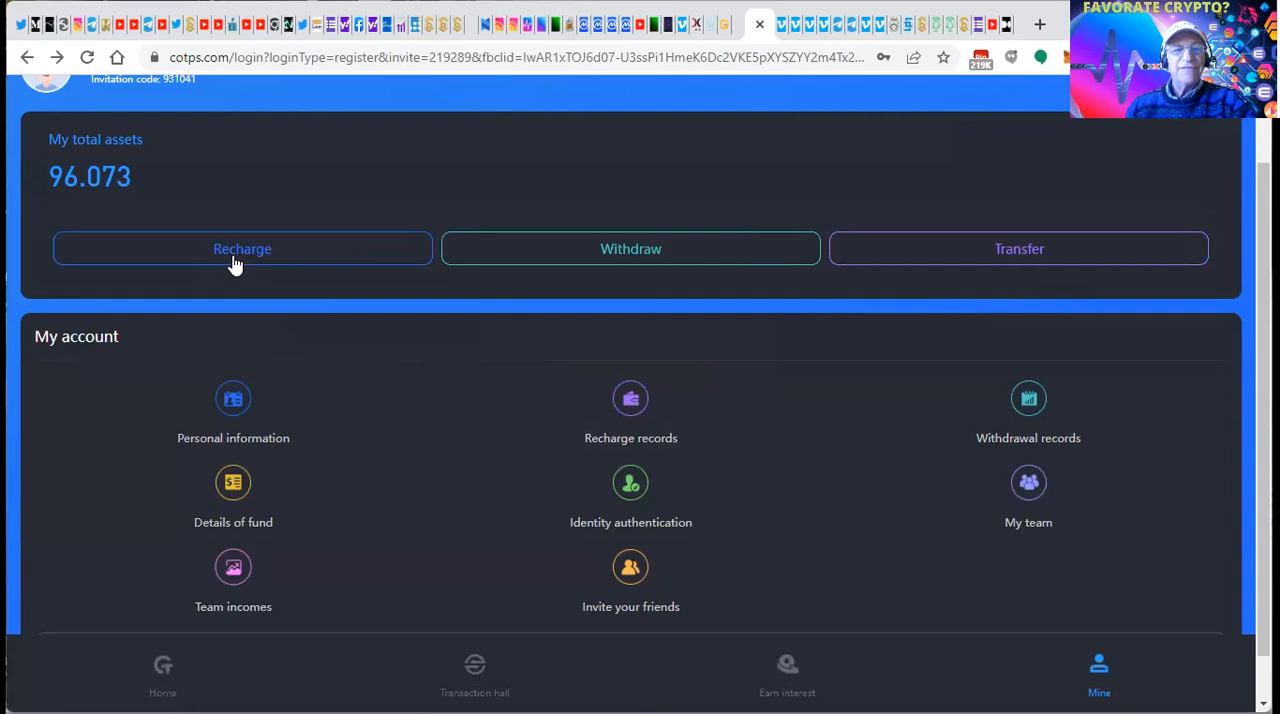 FAVORATE CRYPTO?
cotps.com/login?loginType=register&invite=219289&fbclid=IwAR1TOJ6d07-U3ssPi1HmeK6Dc2VKE5pXYSZYY2m4Tx2...
219K
Invitation code: 931041
My total assets
96.073
Recharge
Withdraw
Transfer
My account
Personal information
Recharge records
Withdrawal records
Details of fund
Identity authentication
My team
Team incomes
Invite your friends
Home
Transaction hall
Earn interest
Mine